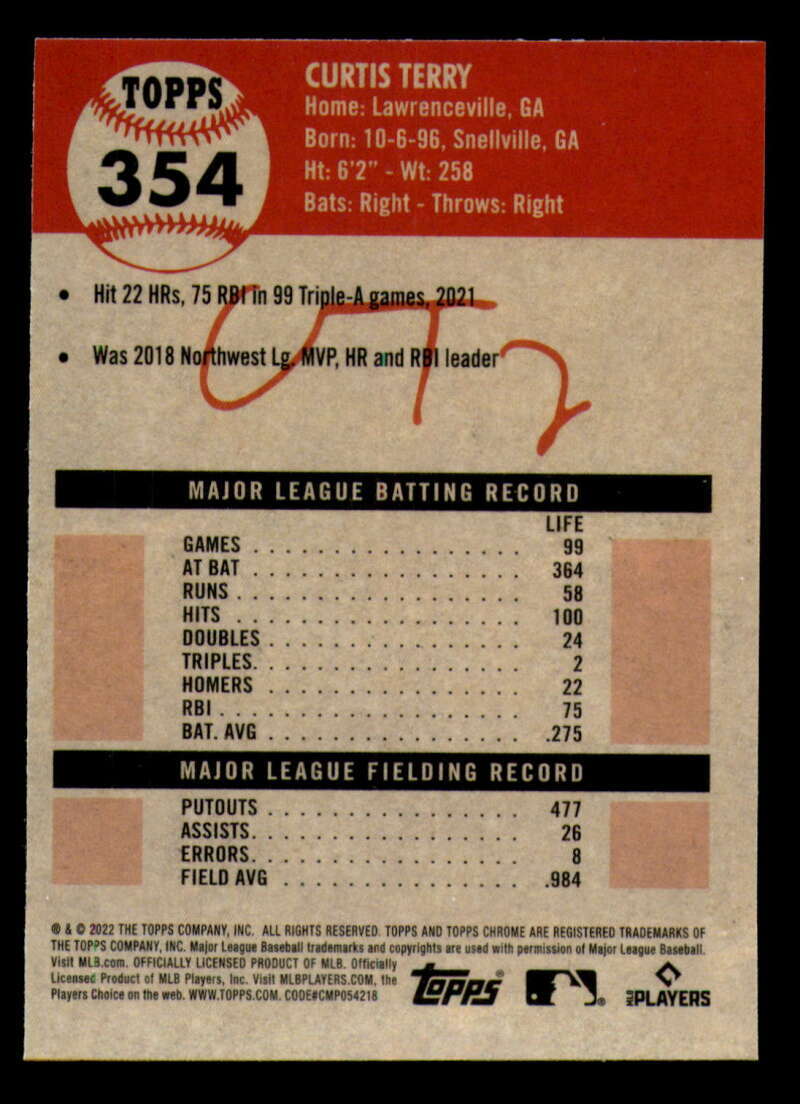 TOPPS
354
CURTIS TERRY
Home: Lawrenceville, GA
Born: 10-6-96, Snellville, GA
Ht: 6'2" - Wt: 258
Bats: Right - Throws: Right
• Hit 22 HRs, 75 RBI in 99 Triple-A games, 2021
• Was 2018 Northwest Lg. MVP, HR and RBI leader
MAJOR LEAGUE BATTING RECORD
LIFE
GAMES . . . . . . . . . . . . . . . . . 99
AT BAT . . . . . . . . . . . . . . . . . 364
RUNS . . . . . . . . . . . . . . . . . . 58
HITS . . . . . . . . . . . . . . . . . . 100
DOUBLES . . . . . . . . . . . . . . . . 24
TRIPLES. . . . . . . . . . . . . . . . . 2
HOMERS . . . . . . . . . . . . . . . . 22
RBI . . . . . . . . . . . . . . . . . . . 75
BAT. AVG . . . . . . . . . . . . . . . . .275
MAJOR LEAGUE FIELDING RECORD
PUTOUTS . . . . . . . . . . . . . . . . 477
ASSISTS. . . . . . . . . . . . . . . . . 26
ERRORS. . . . . . . . . . . . . . . . . 8
FIELD AVG . . . . . . . . . . . . . . . .984
® & © 2022 THE TOPPS COMPANY, INC. ALL RIGHTS RESERVED. TOPPS AND TOPPS CHROME ARE REGISTERED TRADEMARKS OF
THE TOPPS COMPANY, INC. Major League Baseball trademarks and copyrights are used with permission of Major League Baseball.
Visit MLB.com. OFFICIALLY LICENSED PRODUCT OF MLB. Officially
Licensed Product of MLB Players, Inc. Visit MLBPLAYERS.COM, the
Players Choice on the web. WWW.TOPPS.COM. CODE#CMP054218
Topps®
MLB PLAYERS